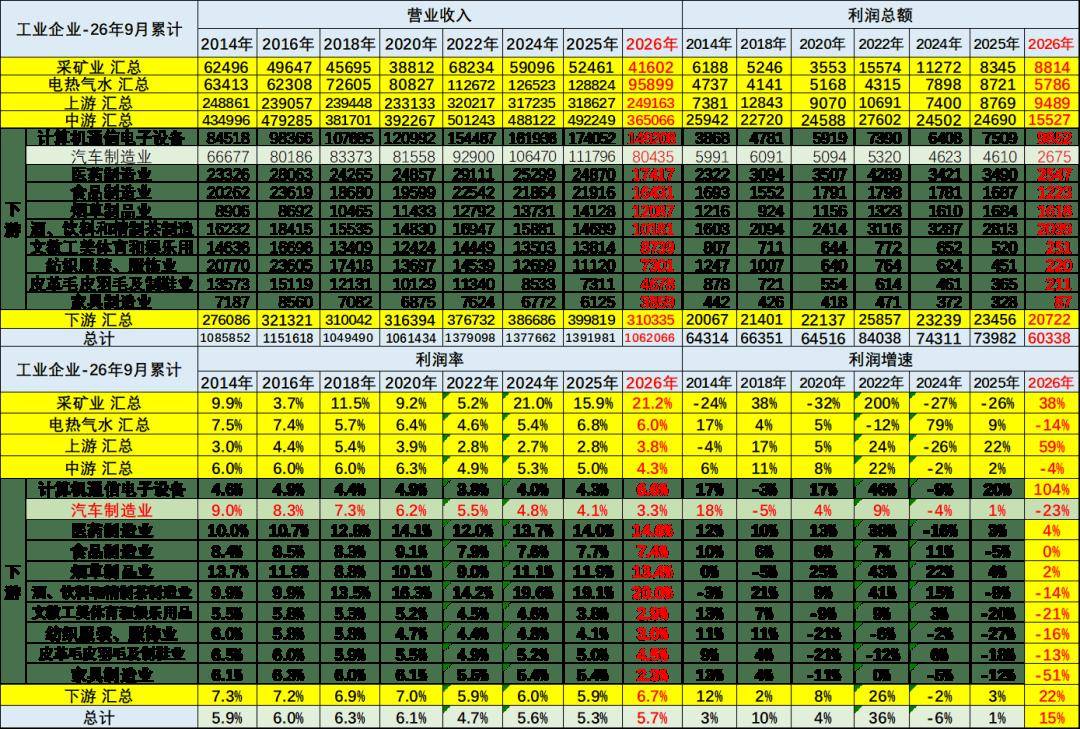 工业企业-26年9月累计 营业收入 利润总额
2014年 2016年 2018年 2020年 2022年 2024年 2025年 2026年 2014年 2018年 2020年 2022年 2024年 2025年 2026年
采矿业 汇总 62496 49647 45695 38812 68234 59096 52461 41602 6188 5246 3553 15574 11272 8345 8814
电热气水 汇总 63413 62308 72605 80827 112672 126523 128824 95899 4737 4141 5168 4315 7898 8721 5786
上游 汇总 248861 239057 239448 233133 320217 317235 318627 249163 7381 12843 9070 10691 7400 8769 9489
中游 汇总 434996 479285 381701 392267 501243 488122 492249 365066 25942 22720 24588 27602 24502 24690 15527
下游
计算机通信电子设备 84518 98366 120992 154487 161936 174052 3868 4781 5919 7390 6408 7509
汽车制造业 66677 80186 83373 81558 92900 106470 111796 80435 5991 6091 5094 5320 4623 4610 2675
医药制造业 23326 28063 24265 24857 29111 25299 24870 17417 2322 3094 3507 4289 3421 3490 2547
食品制造业 20262 23619 19599 22542 21864 21916 1693 1552 1791 1798 1781 1687 1223
烟草制品业 8906 8692 10465 11433 12792 13731 14128 1216 924 1156 1323 1610 1684 1618
酒、饮料和精制茶制造 16232 18415 15535 14830 16947 15881 14699 1603 2094 2414 3116 3287 2813
文教工美体育和娱乐用 14636 16696 13409 12424 14449 13503 13814 807 711 644 772 652 520 251
纺织服装、服饰业 20770 23605 17418 13697 14539 12699 11120 7301 1247 1007 640 764 624 451 220
皮革毛皮羽毛及制鞋业 13573 15119 12131 10129 11340 8533 7311 4678 878 721 554 614 461 365 211
家具制造业 7187 8560 7082 6875 7624 6772 6125 442 426 418 471 372 328 87
下游 汇总 276086 321321 310042 316394 376732 386686 399819 310335 20067 21401 22137 25857 23239 23456 20722
总计 1085852 1151618 1049490 1061434 1379098 1377662 1391981 1062066 64314 66351 64516 84038 74311 73982 60338
工业企业-26年9月累计 利润率 利润增速
2014年 2016年 2018年 2020年 2022年 2024年 2025年 2026年 2014年 2018年 2020年 2022年 2024年 2025年 2026年
采矿业 汇总 9.9% 3.7% 11.5% 9.2% 5.2% 21.0% 15.9% 21.2% -24% 38% -32% 200% -27% -26% 38%
电热气水 汇总 7.5% 7.4% 5.7% 6.4% 4.6% 5.4% 6.8% 6.0% 17% 4% 5% -12% 79% 9% -14%
上游 汇总 3.0% 4.4% 5.4% 3.9% 2.8% 2.7% 2.8% 3.8% -4% 17% 5% 24% -26% 22% 59%
中游 汇总 6.0% 6.0% 6.0% 6.3% 4.9% 5.3% 5.0% 4.3% 6% 11% 8% 22% -2% 2% -4%
下游
计算机通信电子设备 4.6% 4.9% 4.4% 4.9% 3.8% 4.0% 4.3% 17% -3% 17% 46% 20% 104%
汽车制造业 9.0% 8.3% 7.3% 6.2% 5.5% 4.8% 4.1% 3.3% 18% -5% 4% 9% -4% 1% -23%
医药制造业 10.0% 10.7% 12.8% 14.1% 12.0% 13.7% 14.0% 14.6% 12% 10% 13% 3% 4%
食品制造业 8.4% 8.5% 8.3% 9.1% 7.9% 7.5% 7.7% 7.4% 10% 6% 6% 7% 11% -5% 0%
烟草制品业 13.7% 11.9% 8.8% 10.1% 9.0% 11.1% 11.9% 13.4% 0% -5% 25% 43% 22% 4% 2%
酒、饮料和精制茶制造业 9.9% 9.9% 13.5% 16.3% 14.2% 19.6% 19.1% 20.0% -3% 21% 9% 41% 15% -14%
文教工美体育和娱乐用品 5.5% 5.8% 5.3% 5.2% 4.5% 4.6% 3.8% 2.9% 13% 7% -9% 3% -20% -21%
纺织服装、服饰业 6.0% 5.8% 5.8% 4.7% 4.4% 4.8% 4.1% 3.0% 11% 11% -21% -2% -27% -16%
皮革毛皮羽毛及制鞋业 6.5% 6.0% 5.9% 5.5% 4.9% 5.2% 5.0% 4.5% 9% 4% -21% -12% 6% -18% -13%
家具制造业 6.1% 6.3% 6.0% 6.1% 5.5% 5.4% 5.4% 4% -11% 0% -5% -12% -51%
下游 汇总 7.3% 7.2% 6.9% 7.0% 5.9% 6.0% 5.9% 6.7% 12% 2% 8% 26% -2% 3% 22%
总计 5.9% 6.0% 6.3% 6.1% 4.7% 5.6% 5.3% 5.7% 3% 10% 4% 36% -6% 1% 15%